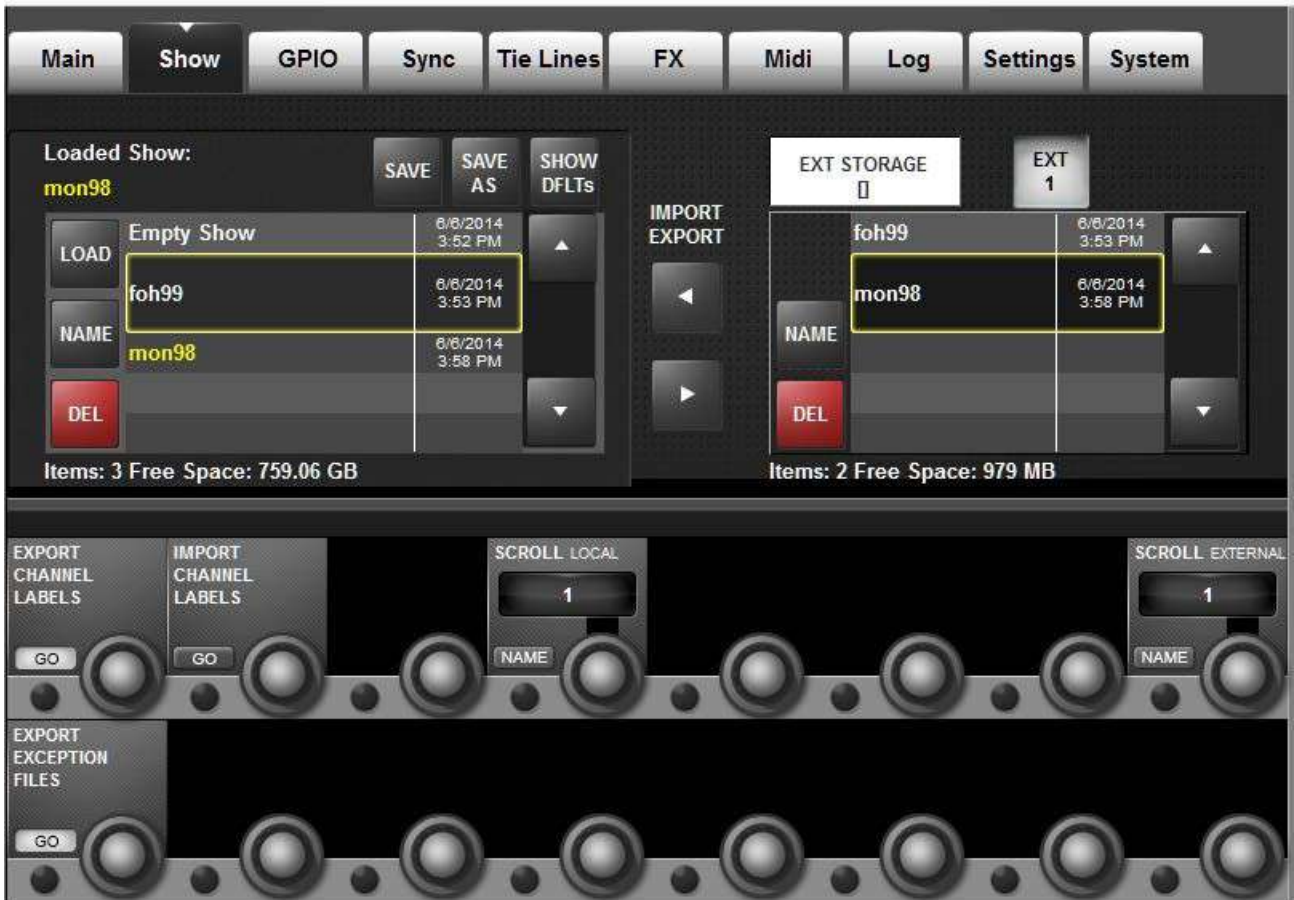 Main Show GPIO Sync Tie Lines FX Midi Log Settings System
Loaded Show:
mon98
SAVE
SAVE
AS
SHOW
DFLTs
LOAD
NAME
DEL
Empty Show 6/6/2014
3:52 PM
foh99 6/6/2014
3:53 PM
mon98 6/6/2014
3:58 PM
Items: 3 Free Space: 759.06 GB
IMPORT
EXPORT
EXT STORAGE
[]
EXT
1
NAME
DEL
foh99 6/6/2014
3:53 PM
mon98 6/6/2014
3:58 PM
Items: 2 Free Space: 979 MB
EXPORT
CHANNEL
LABELS
GO
IMPORT
CHANNEL
LABELS
GO
SCROLL LOCAL
1
NAME
SCROLL EXTERNAL
1
NAME
EXPORT
EXCEPTION
FILES
GO